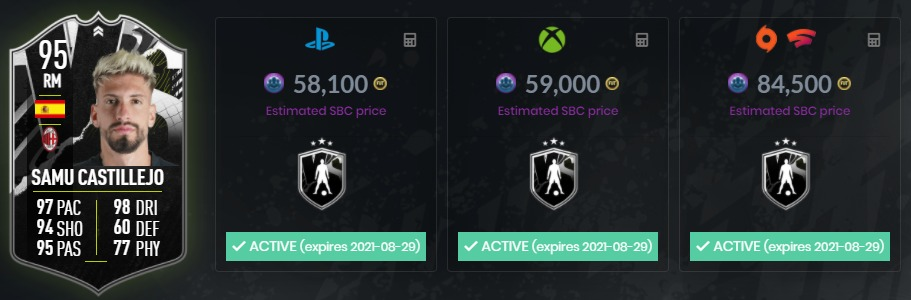 95
RM
SAMU CASTILLEJO
97 PAC 98 DRI
94 SHO 60 DEF
95 PAS 77 PHY
58,100
Estimated SBC price
ACTIVE (expires 2021-08-29)
59,000
Estimated SBC price
ACTIVE (expires 2021-08-29)
84,500
Estimated SBC price
ACTIVE (expires 2021-08-29)